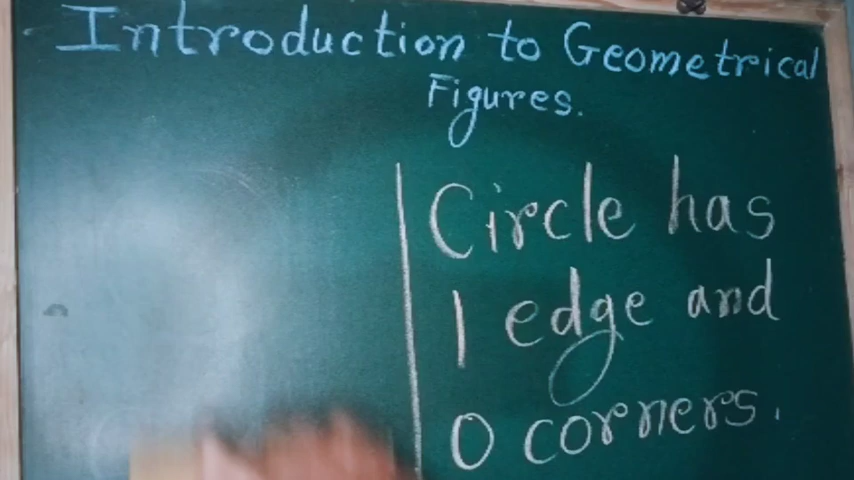 Introduction to Geometrical
Figures.
Circle has
1 edge and
0 corners.